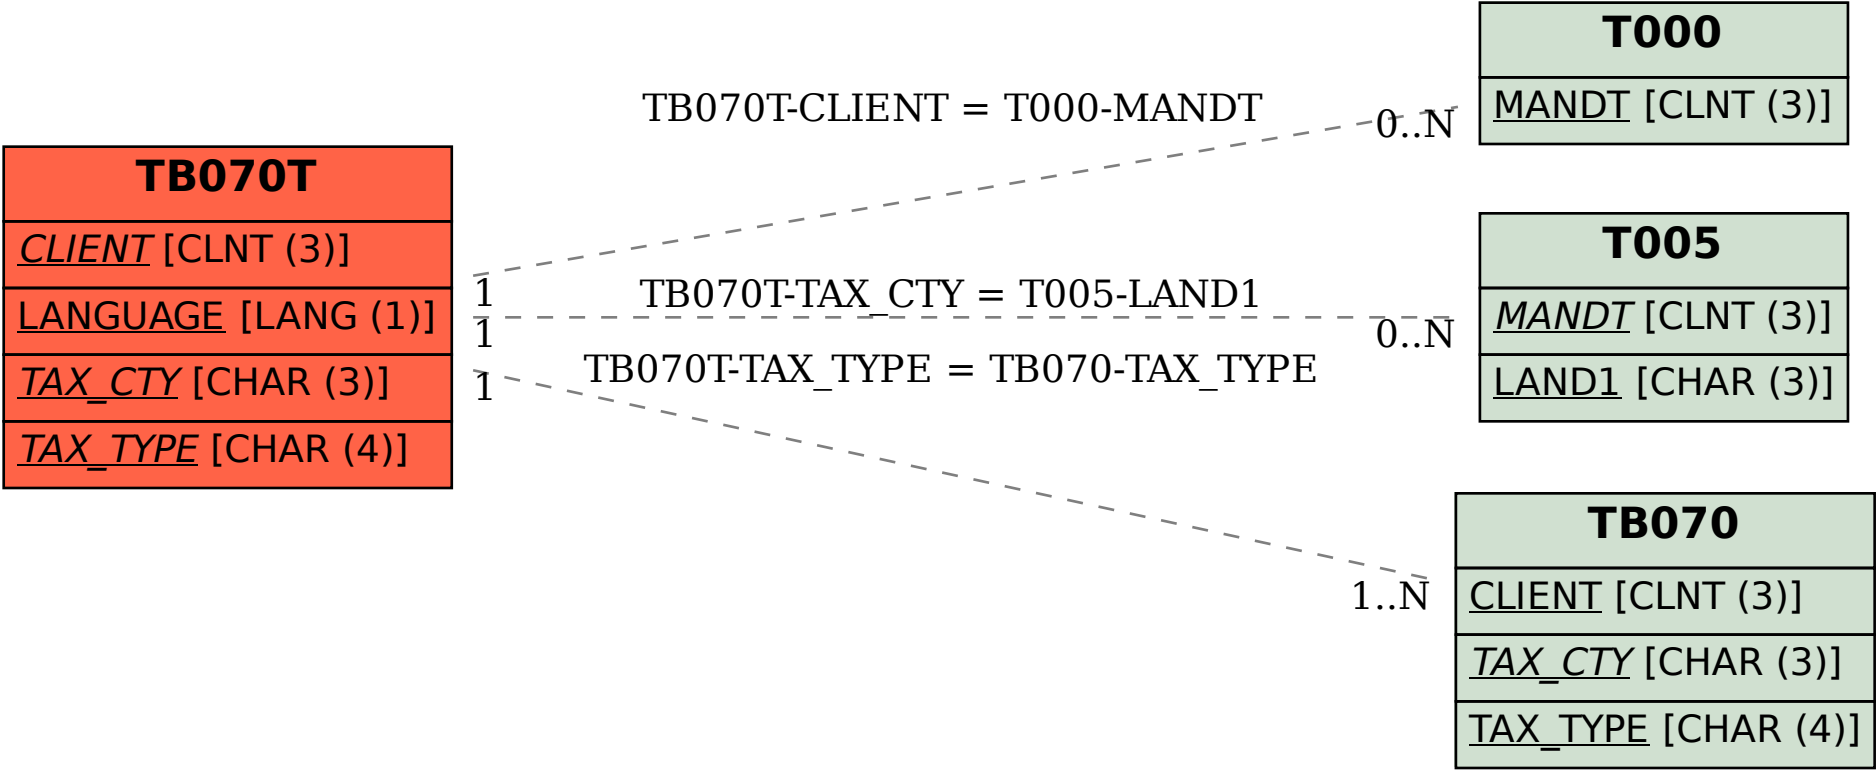 TB070T
CLIENT [CLNT (3)]
LANGUAGE [LANG (1)]
TAX_CTY [CHAR (3)]
TAX_TYPE [CHAR (4)]
TB070T-CLIENT = T000-MANDT
0..N
1
TB070T-TAX_CTY = T005-LAND1
1
0..N
TB070T-TAX_TYPE = TB070-TAX_TYPE
1
1..N
T000
MANDT [CLNT (3)]
T005
MANDT [CLNT (3)]
LAND1 [CHAR (3)]
TB070
CLIENT [CLNT (3)]
TAX_CTY [CHAR (3)]
TAX_TYPE [CHAR (4)]